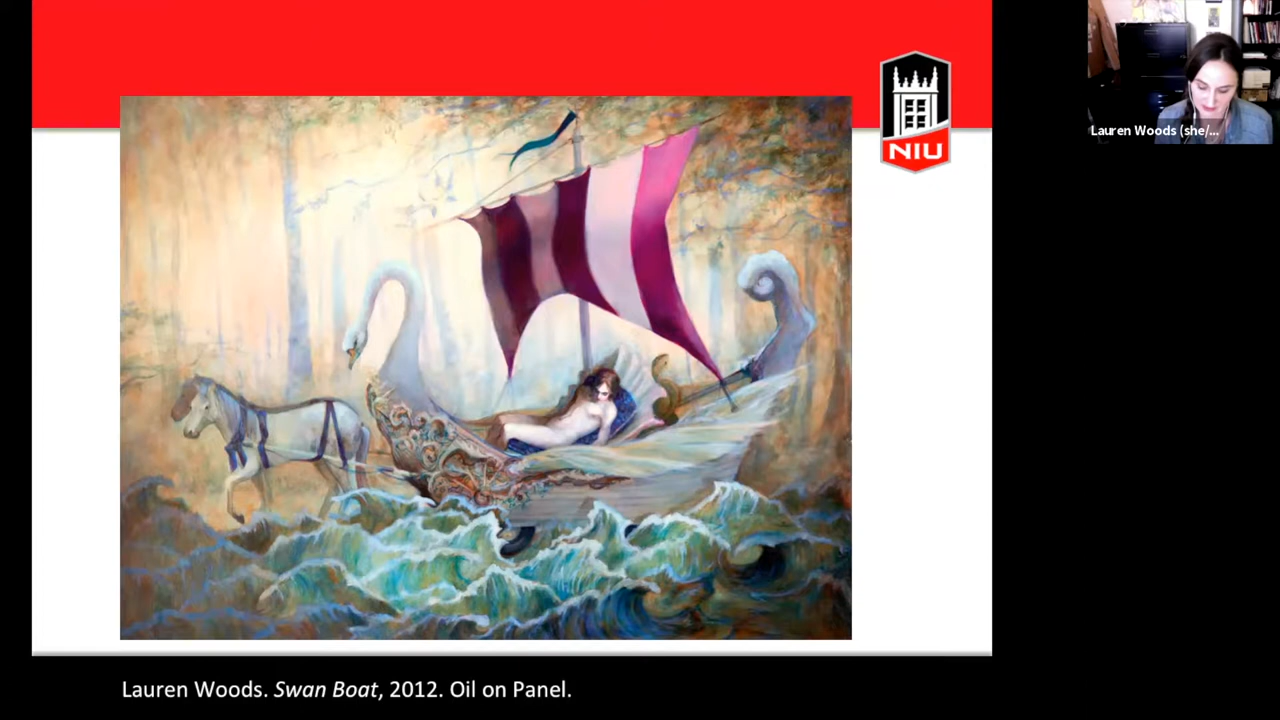 NIU
Lauren Woods (she/...
Lauren Woods. Swan Boat, 2012. Oil on Panel.